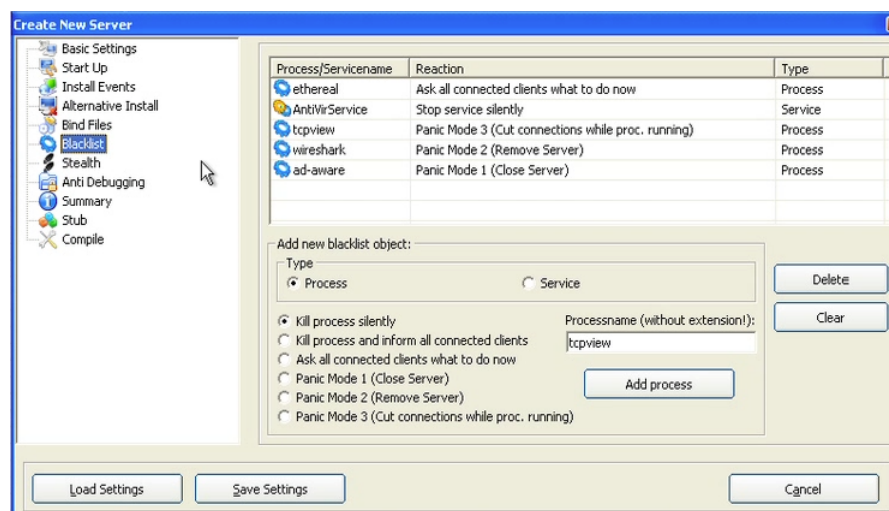 Create New Server
Basic Settings
Start Up
Install Events
Alternative Install
Bind Files
Blacklist
Stealth
Anti Debugging
Summary
Stub
Compile
Process/Servicename Reaction Type
ethereal Ask all connected clients what to do now Process
AntiVirService Stop service silently Service
tcpview Panic Mode 3 (Cut connections while proc. running) Process
wireshark Panic Mode 2 (Remove Server) Process
ad-aware Panic Mode 1 (Close Server) Process
Add new blacklist object:
Type
Process Service
Delete
Clear
Kill process silently
Kill process and inform all connected clients
Ask all connected clients what to do now
Panic Mode 1 (Close Server)
Panic Mode 2 (Remove Server)
Panic Mode 3 (Cut connections while proc. running)
Processname (without extension!):
tcpview
Add process
Load Settings Save Settings Cancel